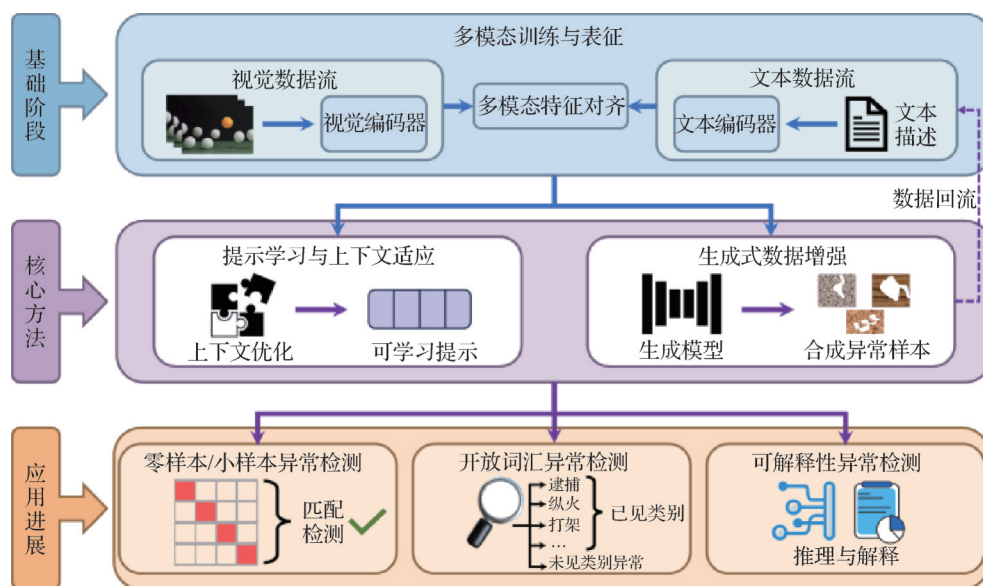 基础阶段
多模态训练与表征
视觉数据流
视觉编码器
多模态特征对齐
文本数据流
文本编码器
文本
描述
数据回流
核心方法
提示学习与上下文适应
上下文优化
可学习提示
生成式数据增强
生成模型
合成异常样本
应用进展
零样本/小样本异常检测
匹配
检测
开放词汇异常检测
逮捕
纵火
打架
…
未见类别异常
已见类别
可解释性异常检测
推理与解释